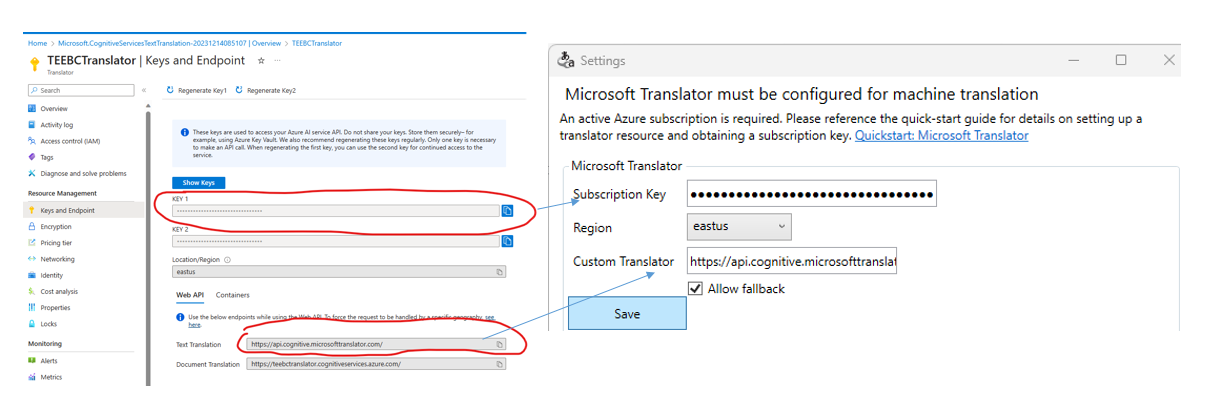 Home > Microsoft.CognitiveServicesTextTranslation-20231214085107 | Overview > TEEBCTranslator
TEEBCTranslator | Keys and Endpoint
Translator
Search
Overview
Activity log
Access control (IAM)
Tags
Diagnose and solve problems
Resource Management
Keys and Endpoint
Encryption
Pricing tier
Networking
Identity
Cost analysis
Properties
Locks
Monitoring
Alerts
Metrics
Regenerate Key1 Regenerate Key2
These keys are used to access your Azure AI service API. Do not share your keys. Store them securely– for
example, using Azure Key Vault. We also recommend regenerating these keys regularly. Only one key is necessary
to make an API call. When regenerating the first key, you can use the second key for continued access to the
service.
Show Keys
KEY 1
KEY 2
Location/Region
eastus
Web API Containers
Use the below endpoints while using the Web API. To force the request to be handled by a specific geography, see
here.
Text Translation https://api.cognitive.microsofttranslator.com/
Document Translation https://teebctranslator.cognitiveservices.azure.com/
Settings
Microsoft Translator must be configured for machine translation
An active Azure subscription is required. Please reference the quick-start guide for details on setting up a
translator resource and obtaining a subscription key. Quickstart: Microsoft Translator
Microsoft Translator
Subscription Key
Region eastus
Custom Translator https://api.cognitive.microsofttranslat
Allow fallback
Save